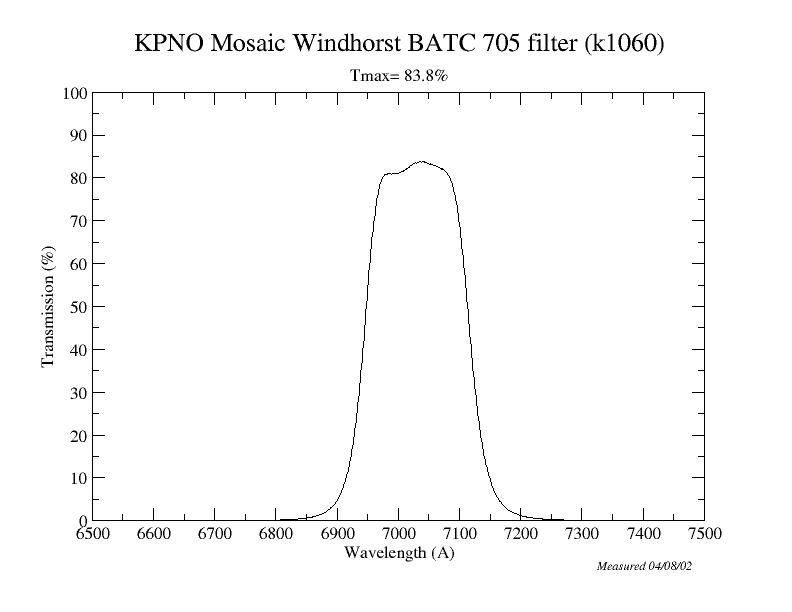 KPNO Mosaic Windhorst BATC 705 filter (k1060)
Tmax= 83.8%
100
90
80
70
60
50
40
30
20
10
0
Transmission (%)
6500 6600 6700 6800 6900 7000 7100 7200 7300 7400 7500
Wavelength (A)
Measured 04/08/02